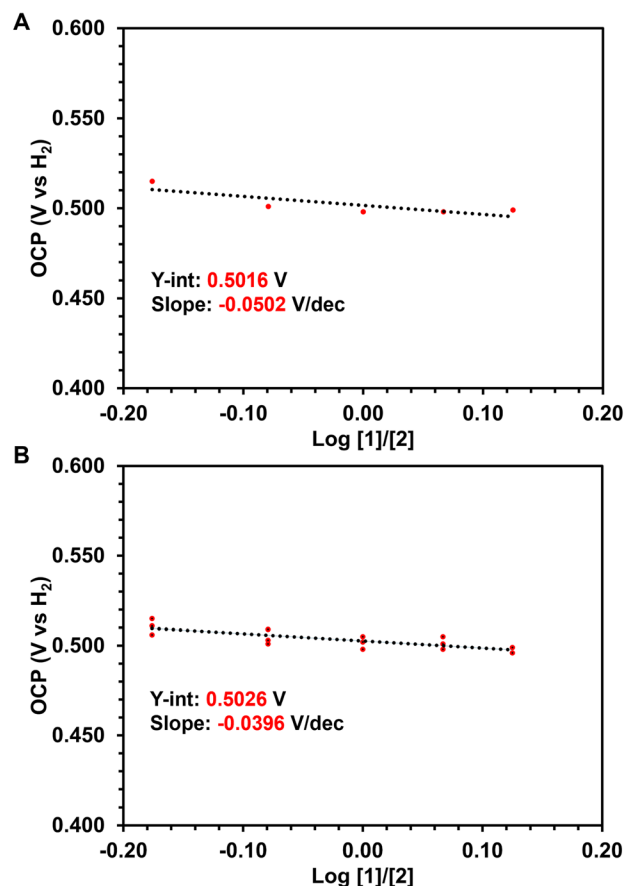 A
0.600
0.550
0.500
0.450
0.400
OCP (V vs H₂)
Y-int: 0.5016 V
Slope: -0.0502 V/dec
-0.20 -0.10 0.00 0.10 0.20
Log [1]/[2]
B
0.600
0.550
0.500
0.450
0.400
OCP (V vs H₂)
Y-int: 0.5026 V
Slope: -0.0396 V/dec
-0.20 -0.10 0.00 0.10 0.20
Log [1]/[2]